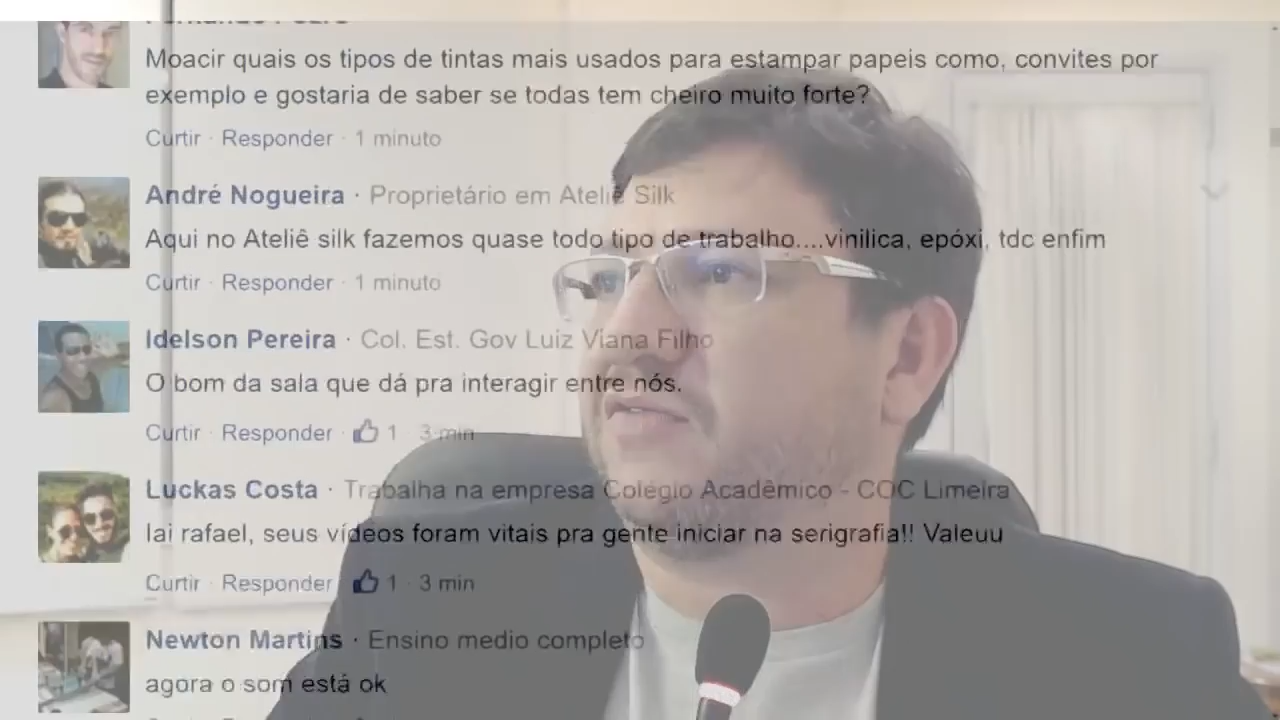 Moacir quais os tipos de tintas mais usados para estampar papeis como, convites por
exemplo e gostaria de saber se todas tem cheiro muito forte?
Curtir · Responder · 1 minuto
André Nogueira · Proprietário em Ateliê Silk
Aqui no Ateliê silk fazemos quase todo tipo de trabalho....vinilica, epóxi, tdc enfim
Curtir · Responder · 1 minuto
Idelson Pereira · Col. Est. Gov Luiz Viana Filho
O bom da sala que dá pra interagir entre nós.
Curtir · Responder · 1 · 3 min
Luckas Costa · Trabalha na empresa Colégio Acadêmico - COC Limeira
Iai rafael, seus vídeos foram vitais pra gente iniciar na serigrafia!! Valeuu
Curtir · Responder · 1 · 3 min
Newton Martins · Ensino medio completo
agora o som está ok